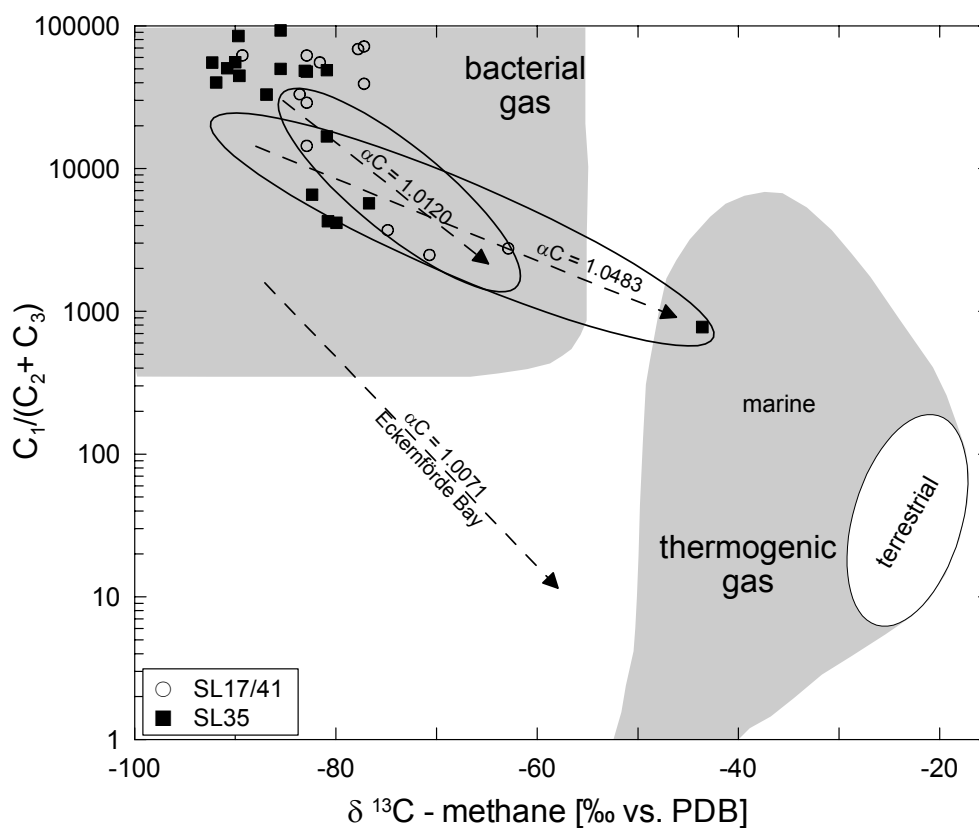 100000
10000
1000
100
10
1
C₁/(C₂+ C₃)
bacterial
gas
αC = 1.0120
αC = 1.0483
αC = 1.0071
Eckernförde Bay
marine
thermogenic
gas
terrestrial
SL17/41
SL35
-100
-80
-60
-40
-20
δ ¹³C - methane [‰ vs. PDB]